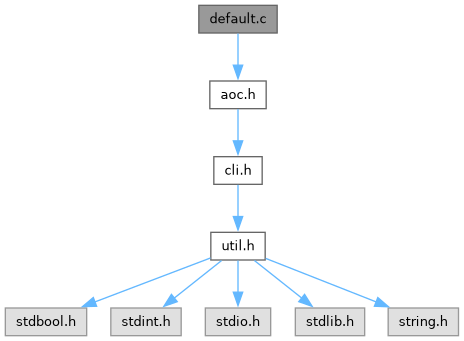 default.c
aoc.h
cli.h
util.h
stdbool.h
stdint.h
stdio.h
stdlib.h
string.h